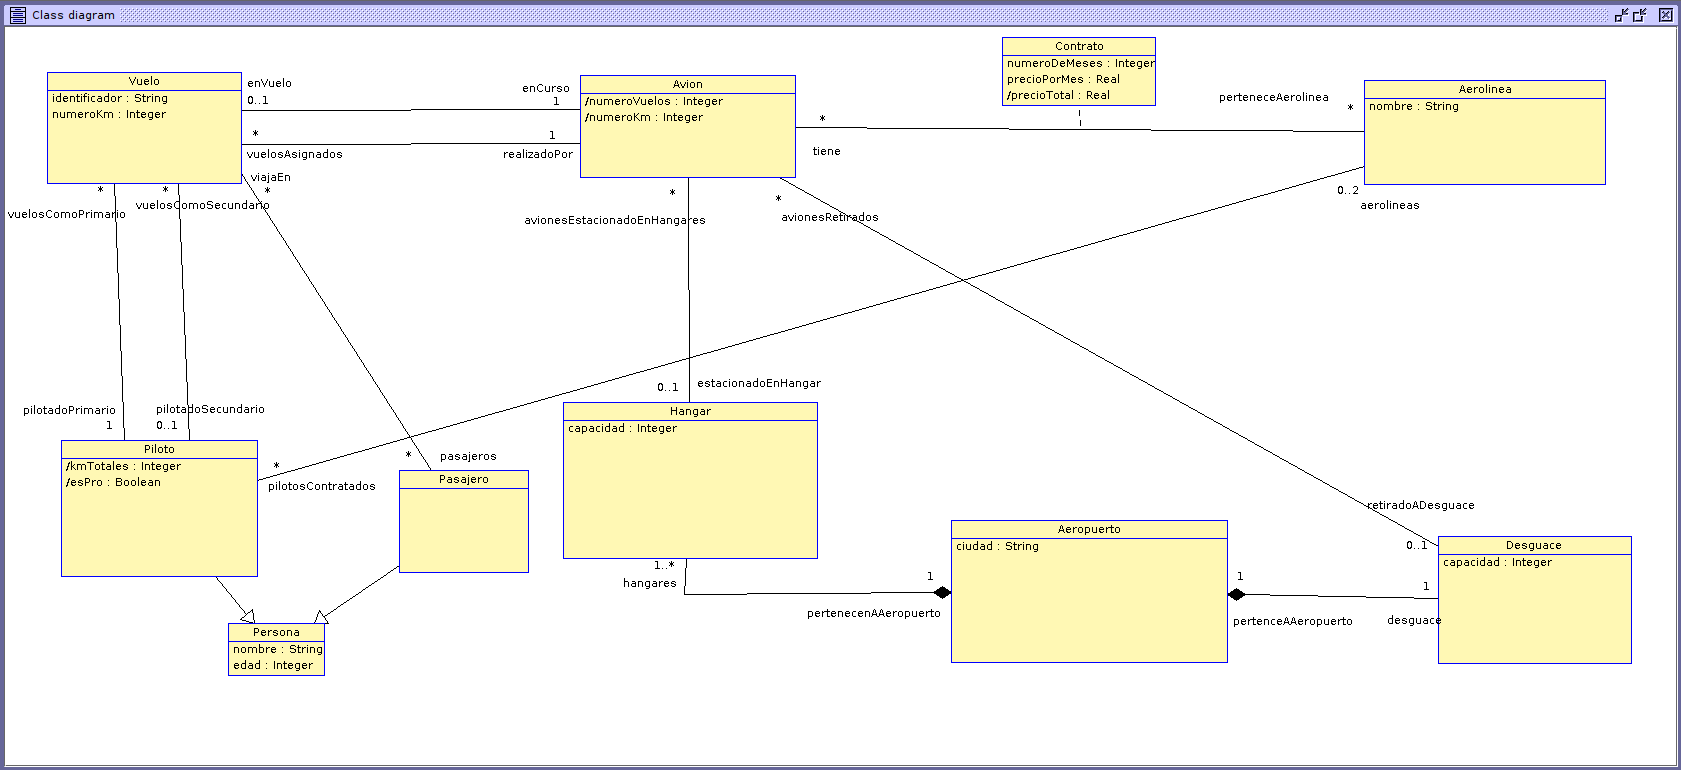 Class diagram
Contrato
numeroDeMeses : Integer
precioPorMes : Real
/precioTotal : Real
Vuelo
identificador : String
numeroKm : Integer
enVuelo
0..1
enCurso
1
Avion
/numeroVuelos : Integer
/numeroKm : Integer
perteneceAerolinea
*
Aerolinea
nombre : String
*
tiene
*
vuelosAsignados
1
realizadoPor
viajaEn
*
*
*
vuelosComoPrimario
vuelosComoSecundario
*
avionesEstacionadoEnHangares
*
avionesRetirados
0..2
aerolineas
0..1
estacionadoEnHangar
pilotadoPrimario
1
pilotadoSecundario
0..1
Hangar
capacidad : Integer
Piloto
/kmTotales : Integer
/esPro : Boolean
*
pilotosContratados
*
pasajeros
Pasajero
retiradoADesguace
0..1
Aeropuerto
ciudad : String
Desguace
capacidad : Integer
1..*
hangares
1
pertenecenAAeropuerto
1
pertenceAAeropuerto
1
desguace
Persona
nombre : String
edad : Integer